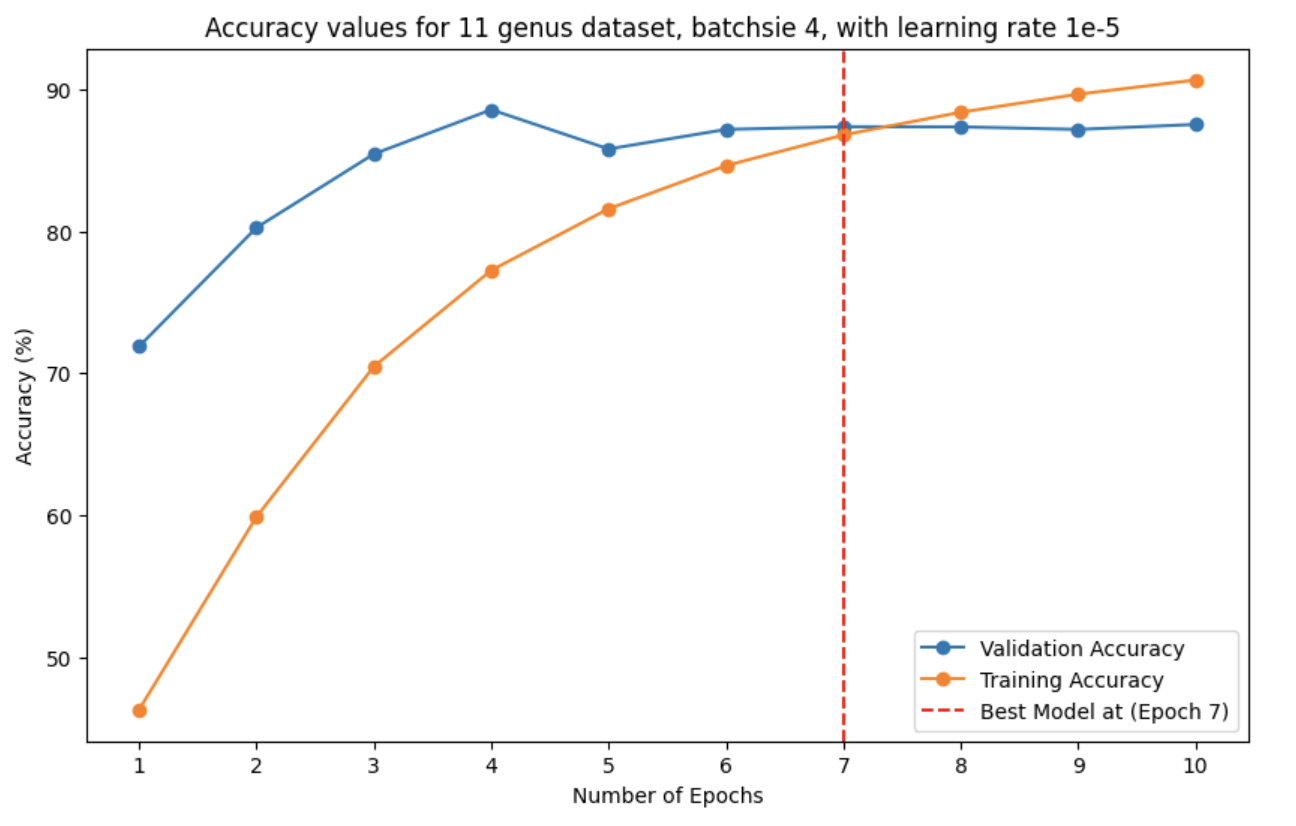 Accuracy values for 11 genus dataset, batchsie 4, with learning rate 1e-5
90
80
70
60
50
Accuracy (%)
Validation Accuracy
Training Accuracy
Best Model at (Epoch 7)
1 2 3 4 5 6 7 8 9 10
Number of Epochs